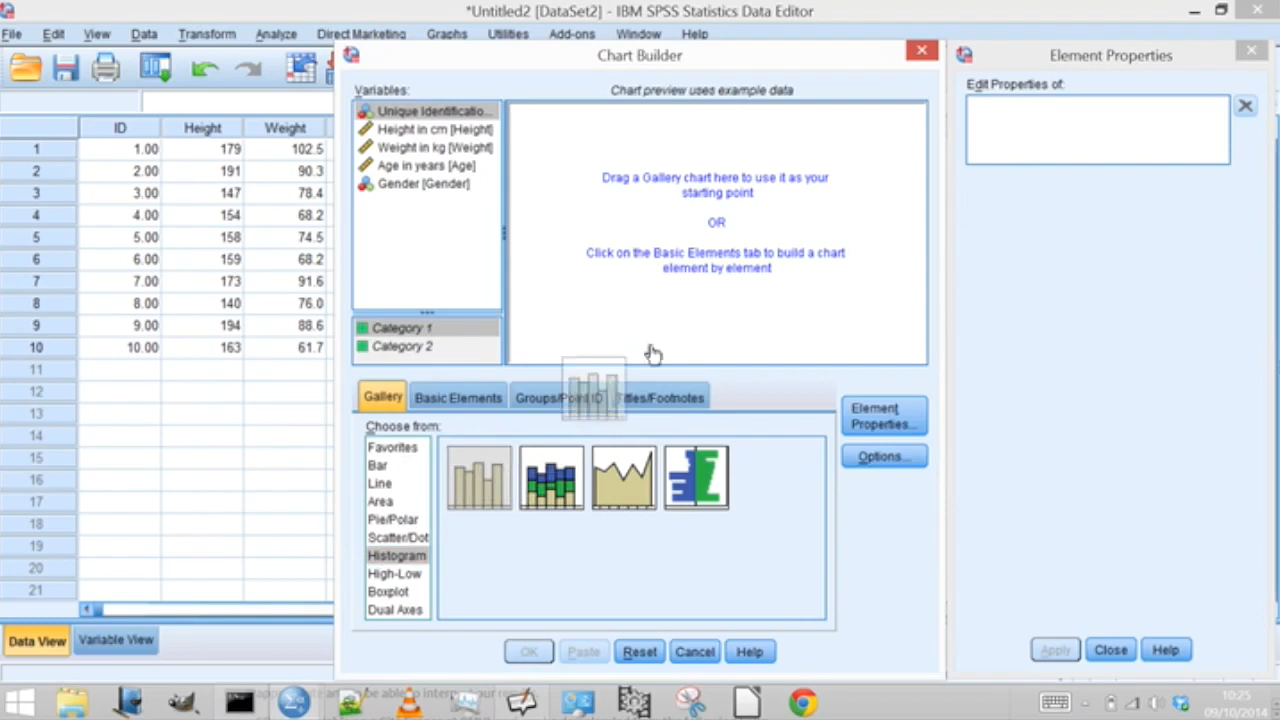 *Untitled2 [DataSet2] - IBM SPSS Statistics Data Editor
File Edit View Data Transform Analyze Direct Marketing Graphs Utilities Add-ons Window Help
Chart Builder
Element Properties
Variables:
Chart preview uses example data
Edit Properties of:
Unique Identificatio...
Height in cm [Height]
Weight in kg [Weight]
Age in years [Age]
Gender [Gender]
Drag a Gallery chart here to use it as your
starting point
OR
Click on the Basic Elements tab to build a chart
element by element
Category 1
Category 2
ID Height Weight
1 1.00 179 102.5
2 2.00 191 90.3
3 3.00 147 78.4
4 4.00 154 68.2
5 5.00 158 74.5
6 6.00 159 68.2
7 7.00 173 91.6
8 8.00 140 76.0
9 9.00 194 88.6
10 10.00 163 61.7
11
12
13
14
15
16
17
18
19
20
21
Gallery Basic Elements Groups/Point ID Titles/Footnotes
Element
Properties...
Options...
Choose from:
Favorites
Bar
Line
Area
Pie/Polar
Scatter/Dot
Histogram
High-Low
Boxplot
Dual Axes
Data View Variable View
OK Paste Reset Cancel Help
Apply Close Help
10:25
09/10/2014